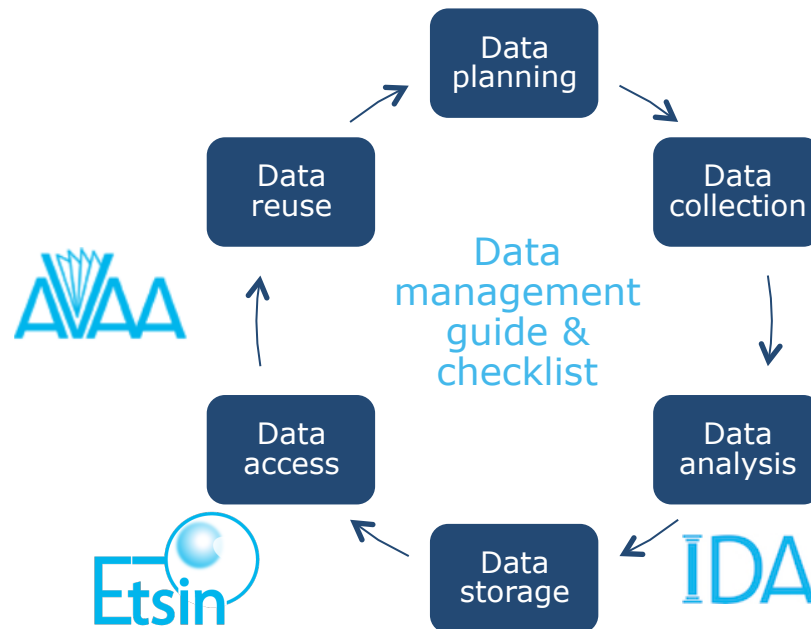 Data
planning
Data
reuse
Data
collection
Data
management
guide &
checklist
AVAA
Data
access
Data
analysis
Etsin
Data
storage
IDA